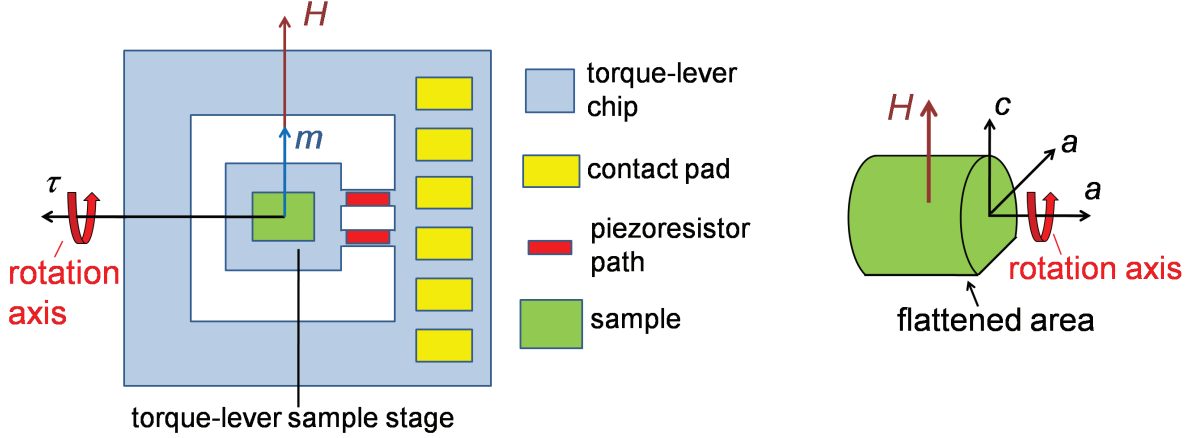 H
m
τ
rotation
axis
torque-lever sample stage
torque-lever
chip
contact pad
piezoresistor
path
sample
H
c
a
a
rotation axis
flattened area